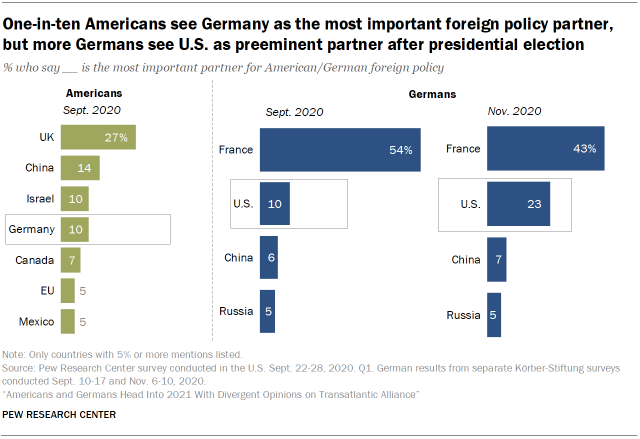 One-in-ten Americans see Germany as the most important foreign policy partner,
but more Germans see U.S. as preeminent partner after presidential election
% who say __ is the most important partner for American/German foreign policy
Americans
Sept. 2020
UK 27%
China 14
Israel 10
Germany 10
Canada 7
EU 5
Mexico 5
Germans
Sept. 2020
France 54%
U.S. 10
China 6
Russia 5
Nov. 2020
France 43%
U.S. 23
China 7
Russia 5
Note: Only countries with 5% or more mentions listed.
Source: Pew Research Center survey conducted in the U.S. Sept. 22-28, 2020. Q1. German results from separate Körber-Stiftung surveys
conducted Sept. 10-17 and Nov. 6-10, 2020.
"Americans and Germans Head Into 2021 With Divergent Opinions on Transatlantic Alliance"
PEW RESEARCH CENTER